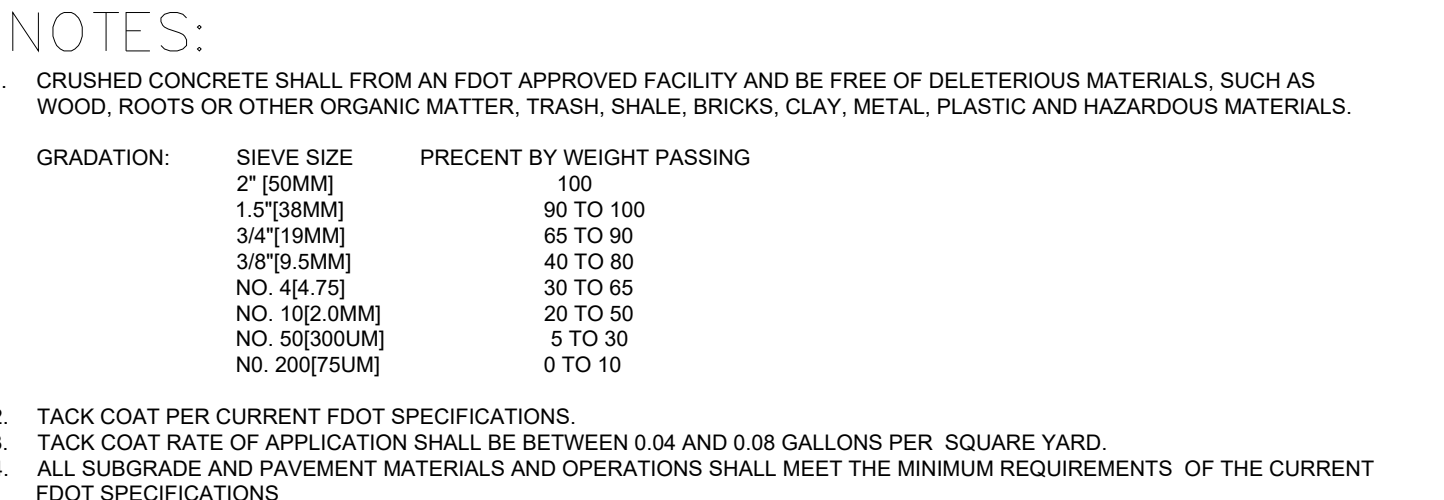 NOTES:
. CRUSHED CONCRETE SHALL FROM AN FDOT APPROVED FACILITY AND BE FREE OF DELETERIOUS MATERIALS, SUCH AS
WOOD, ROOTS OR OTHER ORGANIC MATTER, TRASH, SHALE, BRICKS, CLAY, METAL, PLASTIC AND HAZARDOUS MATERIALS.
GRADATION: SIEVE SIZE PRECENT BY WEIGHT PASSING
2" [50MM] 100
1.5"[38MM] 90 TO 100
3/4"[19MM] 65 TO 90
3/8"[9.5MM] 40 TO 80
NO. 4[4.75] 30 TO 65
NO. 10[2.0MM] 20 TO 50
NO. 50[300UM] 5 TO 30
N0. 200[75UM] 0 TO 10
2. TACK COAT PER CURRENT FDOT SPECIFICATIONS.
3. TACK COAT RATE OF APPLICATION SHALL BE BETWEEN 0.04 AND 0.08 GALLONS PER SQUARE YARD.
4. ALL SUBGRADE AND PAVEMENT MATERIALS AND OPERATIONS SHALL MEET THE MINIMUM REQUIREMENTS OF THE CURRENT
FDOT SPECIFICATIONS